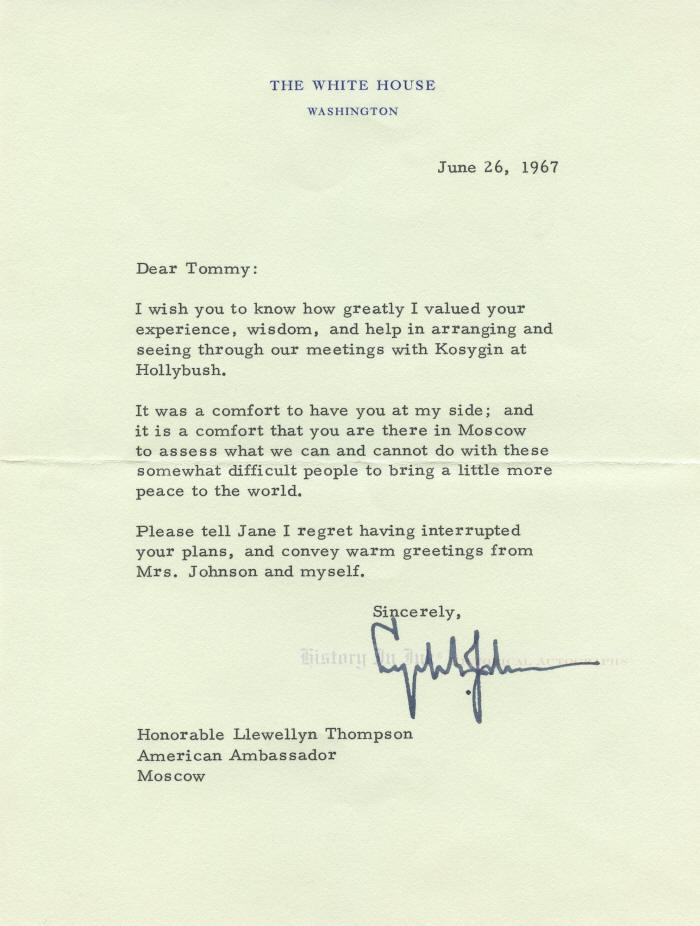 THE WHITE HOUSE
WASHINGTON
June 26, 1967
Dear Tommy:
I wish you to know how greatly I valued your
experience, wisdom, and help in arranging and
seeing through our meetings with Kosygin at
Hollybush.
It was a comfort to have you at my side; and
it is a comfort that you are there in Moscow
to assess what we can and cannot do with these
somewhat difficult people to bring a little more
peace to the world.
Please tell Jane I regret having interrupted
your plans, and convey warm greetings from
Mrs. Johnson and myself.
Sincerely,
History In Ink
Honorable Llewellyn Thompson
American Ambassador
Moscow